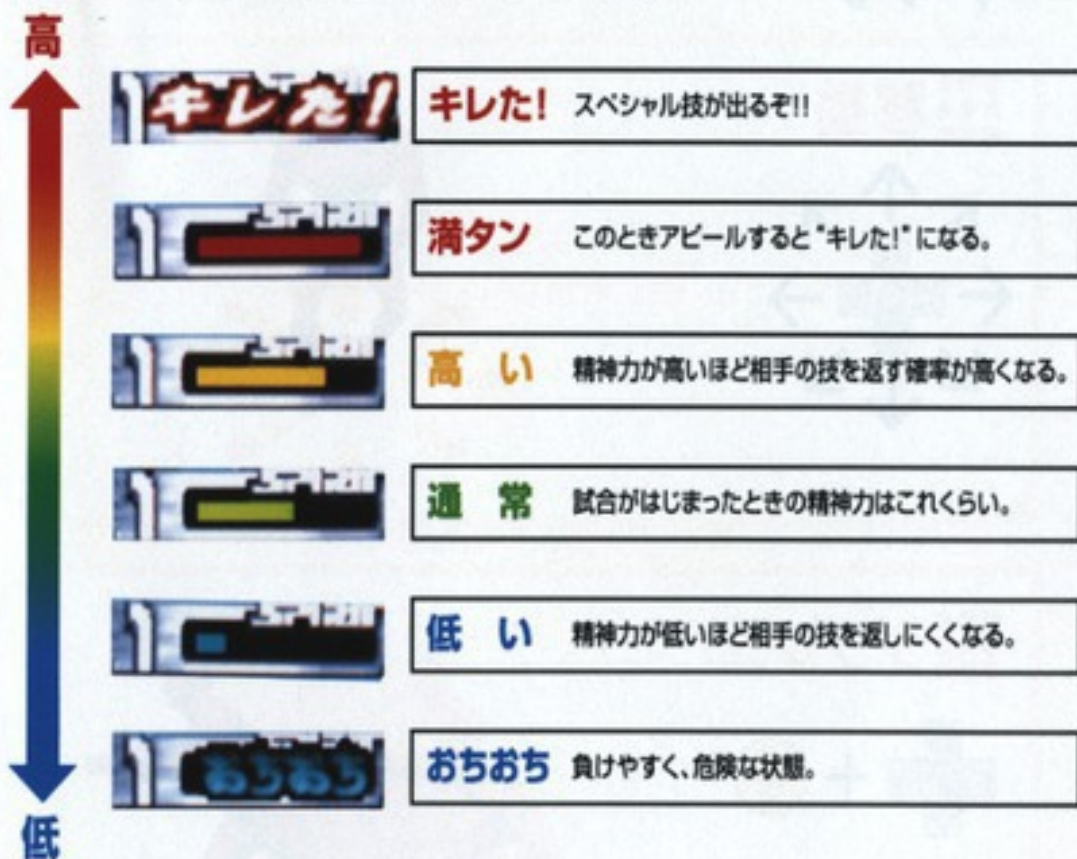 高
キレた!
キレた! スペシャル技が出るぞ!!
満タン このときアピールすると"キレた!"になる。
高い 精神力が高いほど相手の技を返す確率が高くなる。
通常 試合がはじまったときの精神力はこれくらい。
低い 精神力が低いほど相手の技を返しにくくなる。
おちおち
おちおち 負けやすく、危険な状態。
低